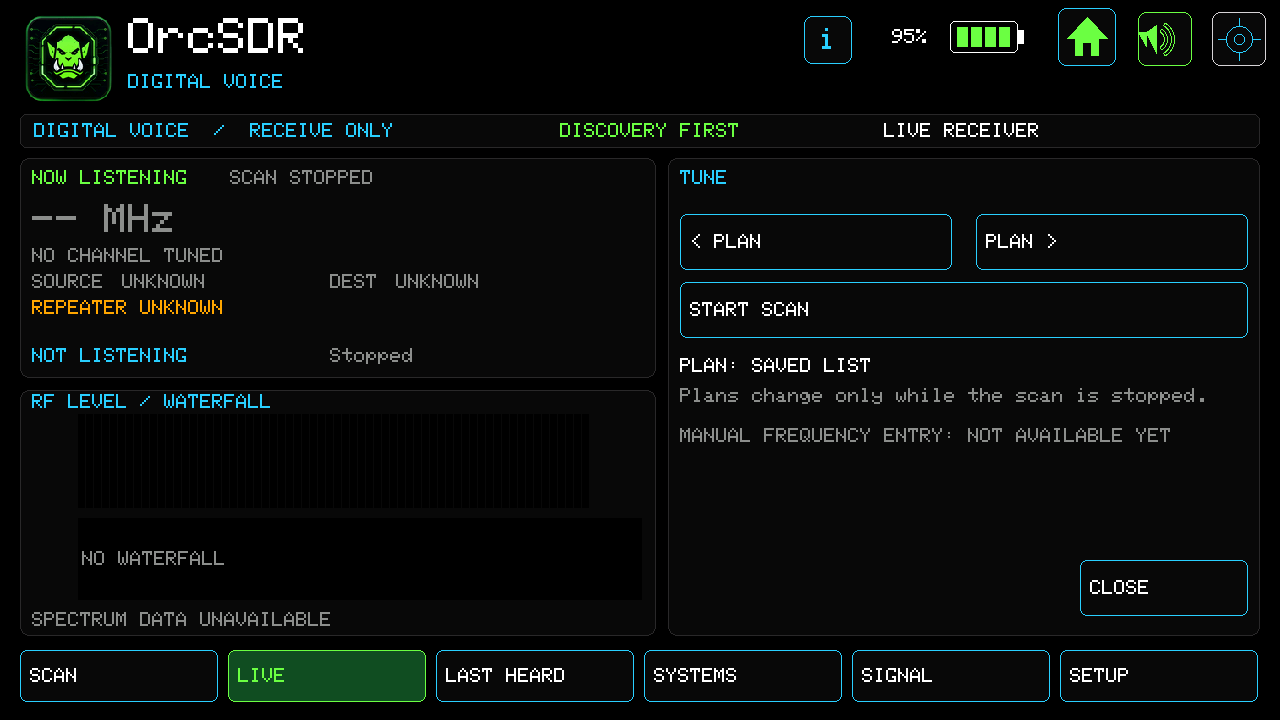 OrcSDR
DIGITAL VOICE
i
95%
DIGITAL VOICE / RECEIVE ONLY
DISCOVERY FIRST
LIVE RECEIVER
NOW LISTENING SCAN STOPPED
-- MHz
NO CHANNEL TUNED
SOURCE UNKNOWN DEST UNKNOWN
REPEATER UNKNOWN
NOT LISTENING Stopped
RF LEVEL / WATERFALL
NO WATERFALL
SPECTRUM DATA UNAVAILABLE
TUNE
< PLAN
PLAN >
START SCAN
PLAN: SAVED LIST
Plans change only while the scan is stopped.
MANUAL FREQUENCY ENTRY: NOT AVAILABLE YET
CLOSE
SCAN
LIVE
LAST HEARD
SYSTEMS
SIGNAL
SETUP